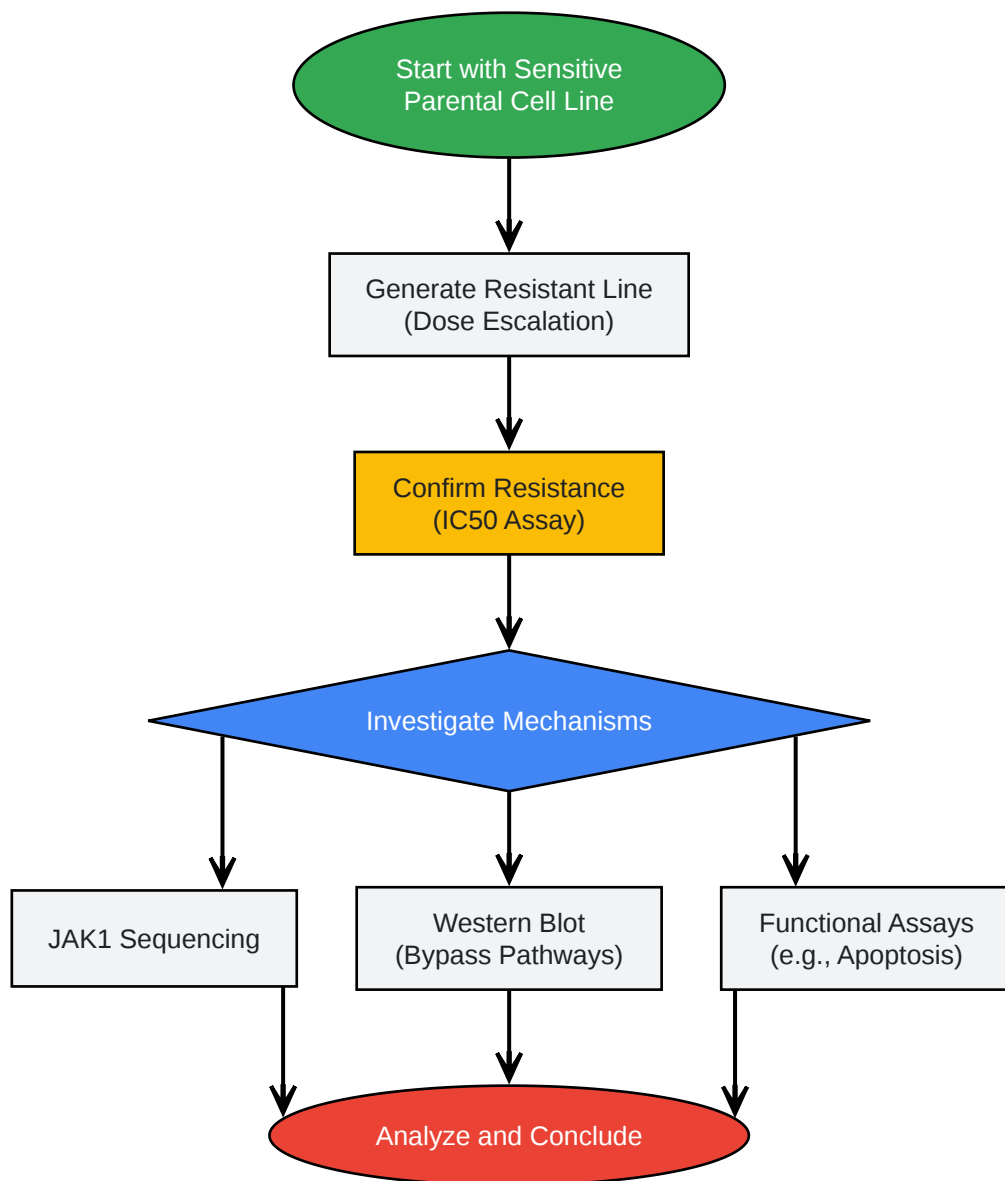 Start with Sensitive
Parental Cell Line
Generate Resistant Line
(Dose Escalation)
Confirm Resistance
(IC50 Assay)
Investigate Mechanisms
JAK1 Sequencing
Western Blot
(Bypass Pathways)
Functional Assays
(e.g., Apoptosis)
Analyze and Conclude